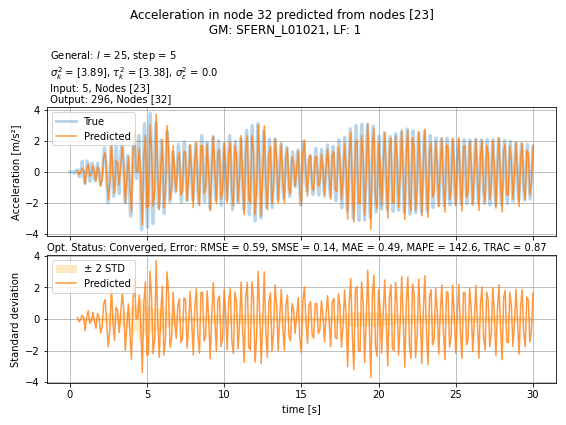 Acceleration in node 32 predicted from nodes [23]
GM: SFERN_L01021, LF: 1
General: l = 25, step = 5
σ²ₖ = [3.89], τ²ₖ = [3.38], σ²ε = 0.0
Input: 5, Nodes [23]
Output: 296, Nodes [32]
4
2
0
−2
−4
Acceleration [m/s²]
True
Predicted
Opt. Status: Converged, Error: RMSE = 0.59, SMSE = 0.14, MAE = 0.49, MAPE = 142.6, TRAC = 0.87
4
2
0
−2
−4
Standard deviation
± 2 STD
Predicted
0 5 10 15 20 25 30
time [s]